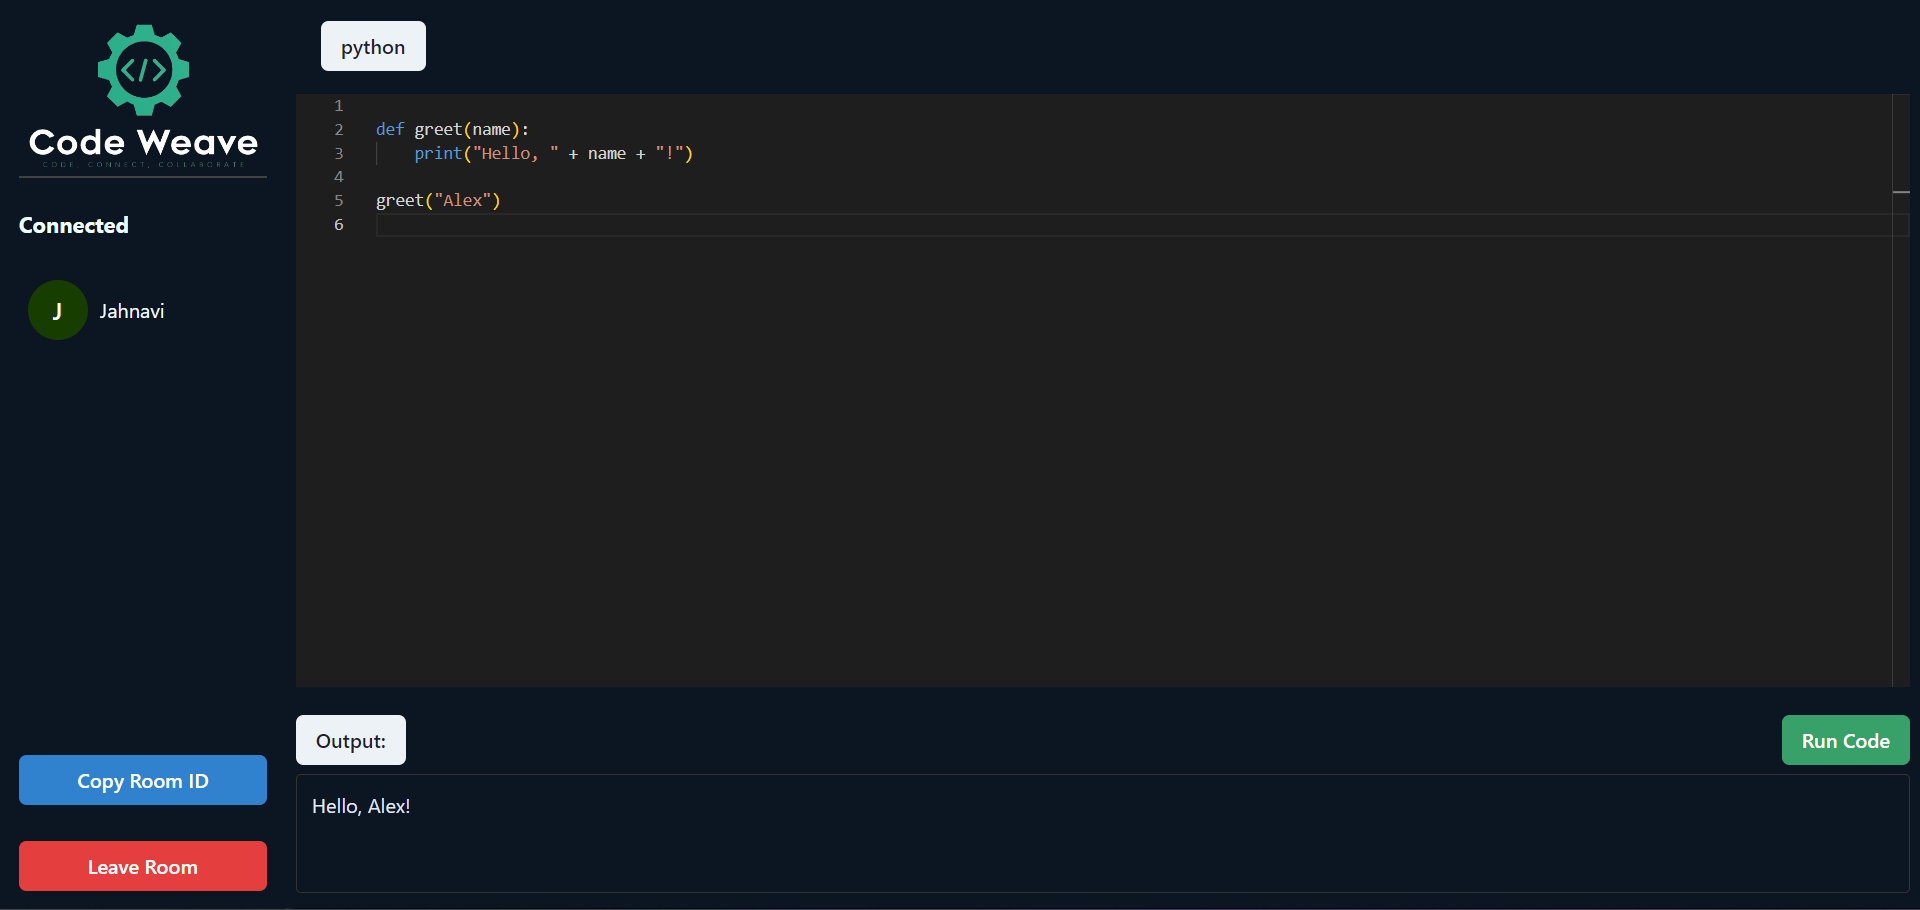 </>
Code Weave
CODE, CONNECT, COLLABORATE
Connected
J
Jahnavi
Copy Room ID
Leave Room
python
1
2 def greet(name):
3     print("Hello, " + name + "!")
4
5 greet("Alex")
6
Output:
Run Code
Hello, Alex!